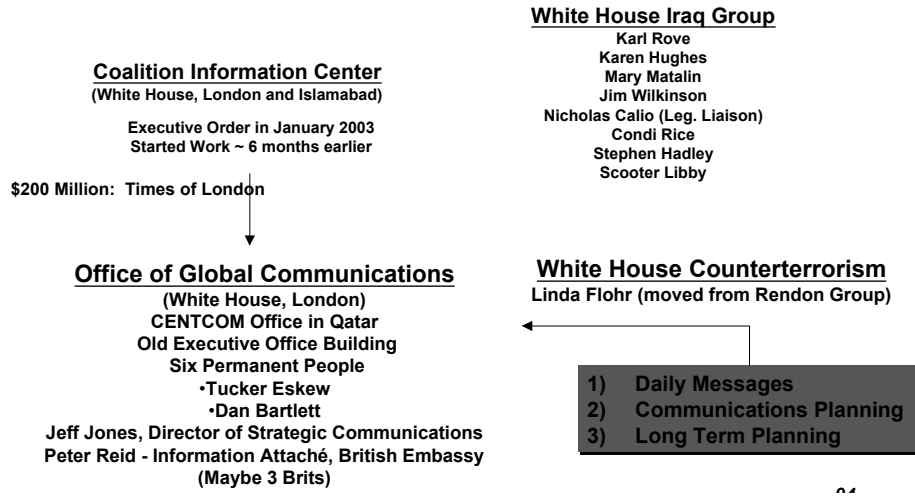 White House Iraq Group
Karl Rove
Karen Hughes
Mary Matalin
Jim Wilkinson
Nicholas Calio (Leg. Liaison)
Condi Rice
Stephen Hadley
Scooter Libby
Coalition Information Center
(White House, London and Islamabad)
Executive Order in January 2003
Started Work ~ 6 months earlier
$200 Million: Times of London
Office of Global Communications
(White House, London)
CENTCOM Office in Qatar
Old Executive Office Building
Six Permanent People
•Tucker Eskew
•Dan Bartlett
Jeff Jones, Director of Strategic Communications
Peter Reid - Information Attaché, British Embassy
(Maybe 3 Brits)
White House Counterterrorism
Linda Flohr (moved from Rendon Group)
1) Daily Messages
2) Communications Planning
3) Long Term Planning